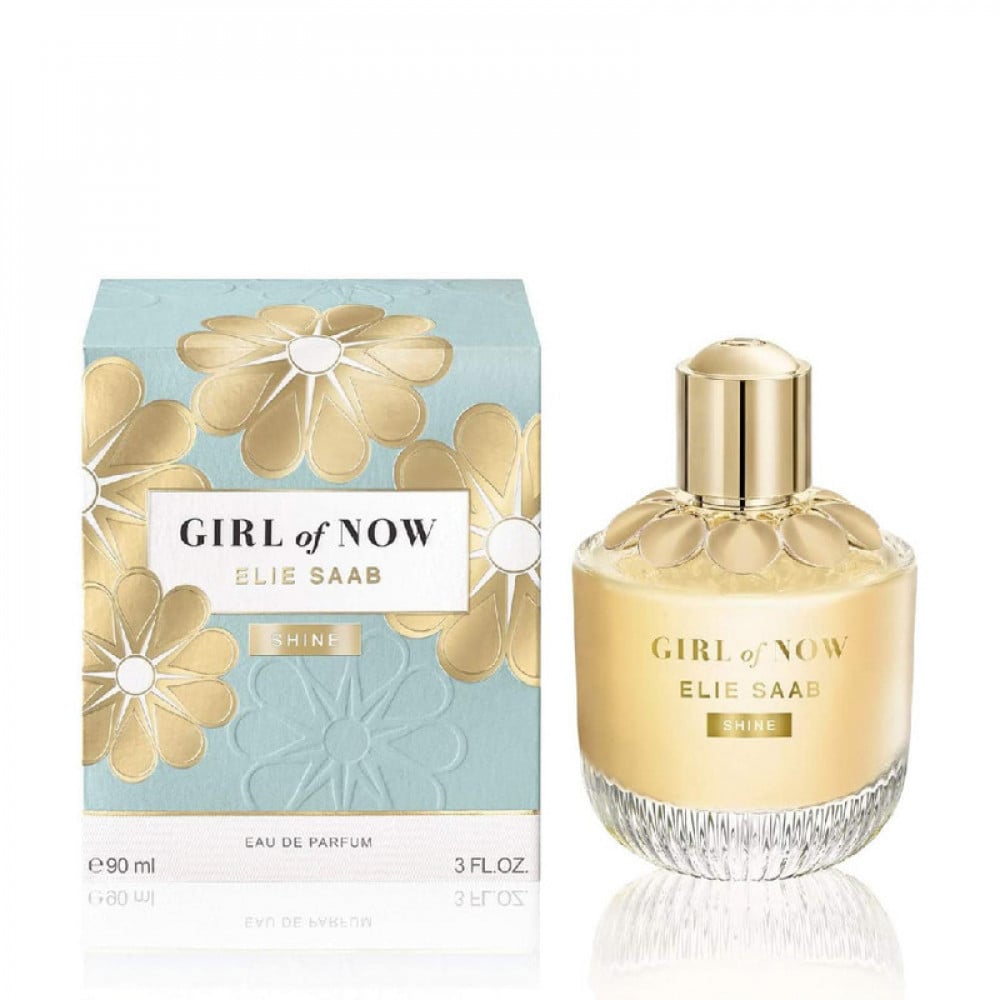 GIRL of NOW
ELIE SAAB
SHINE
EAU DE PARFUM
℮90 ml
3 FL.OZ.
GIRL of NOW
ELIE SAAB
SHINE